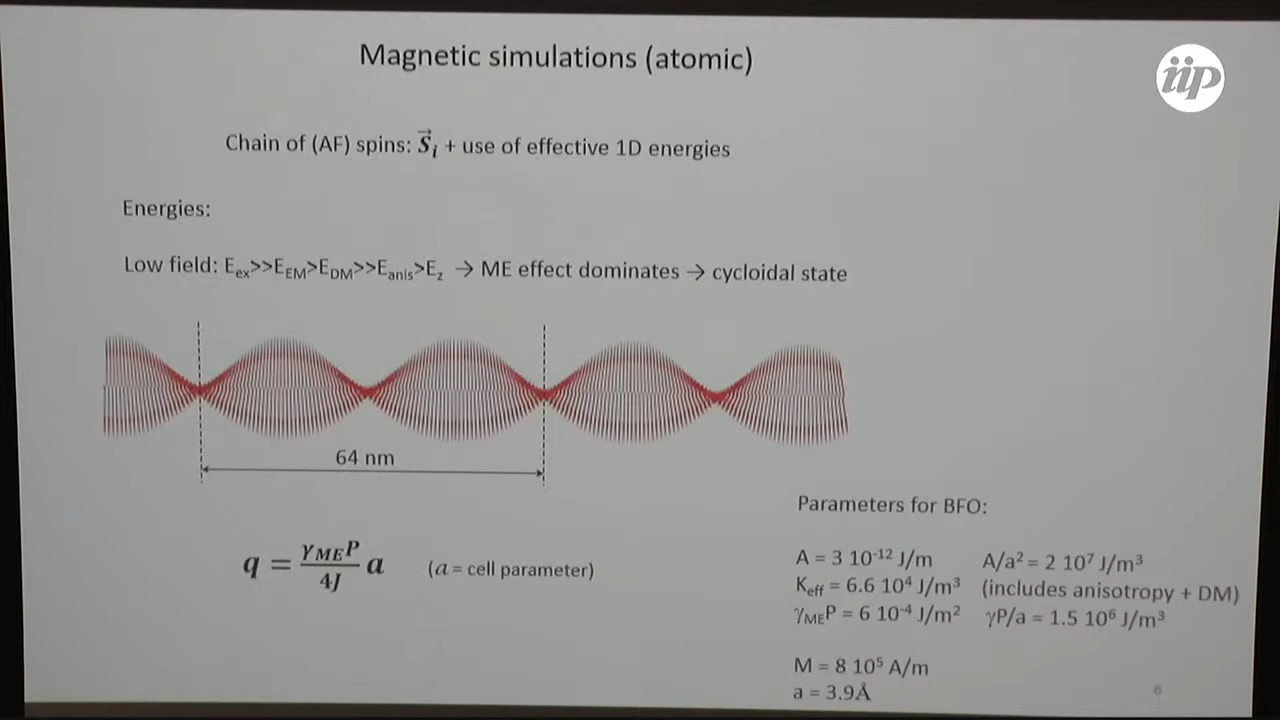 Magnetic simulations (atomic)
iip
Chain of (AF) spins: S⃗ᵢ + use of effective 1D energies
Energies:
Low field: E_ex>>E_EM>E_DM>>E_anis>E_z → ME effect dominates → cycloidal state
64 nm
q = γ_ME P / 4J a (a = cell parameter)
Parameters for BFO:
A = 3 10⁻¹² J/m A/a² = 2 10⁷ J/m³
K_eff = 6.6 10⁴ J/m³ (includes anisotropy + DM)
γ_ME P = 6 10⁻⁴ J/m² γP/a = 1.5 10⁶ J/m³
M = 8 10⁵ A/m
a = 3.9Å
6